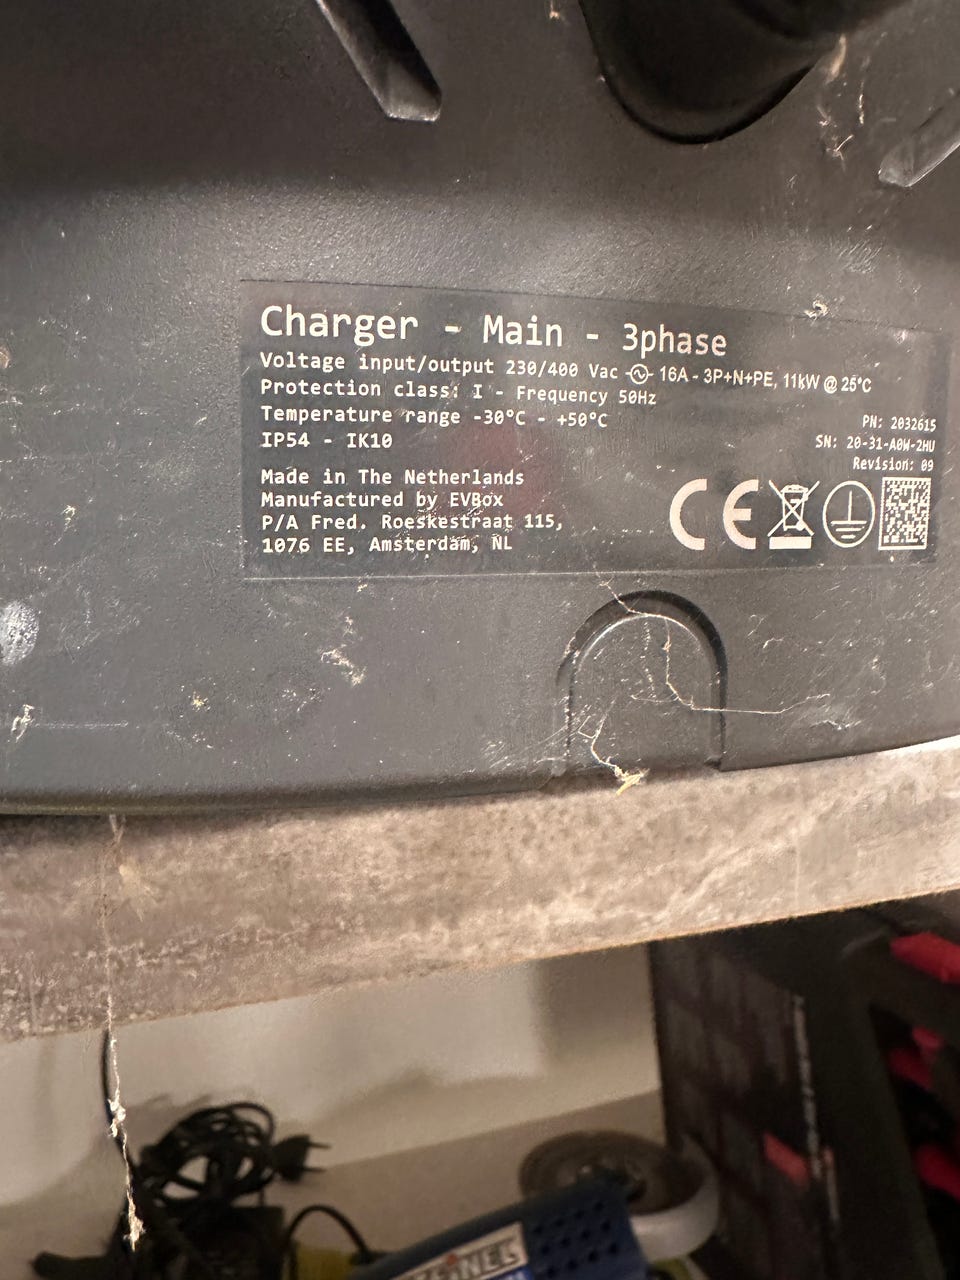 Charger - Main - 3phase
Voltage input/output 230/400 Vac 16A - 3P+N+PE, 11kW @ 25°C
Protection class: I - Frequency 50Hz
Temperature range -30°C - +50°C
IP54 - IK10
PN: 2032615
SN: 20-31-A0W-2HU
Revision: 09
Made in The Netherlands
Manufactured by EVBox
P/A Fred. Roeskestraat 115,
1076 EE, Amsterdam, NL
CE